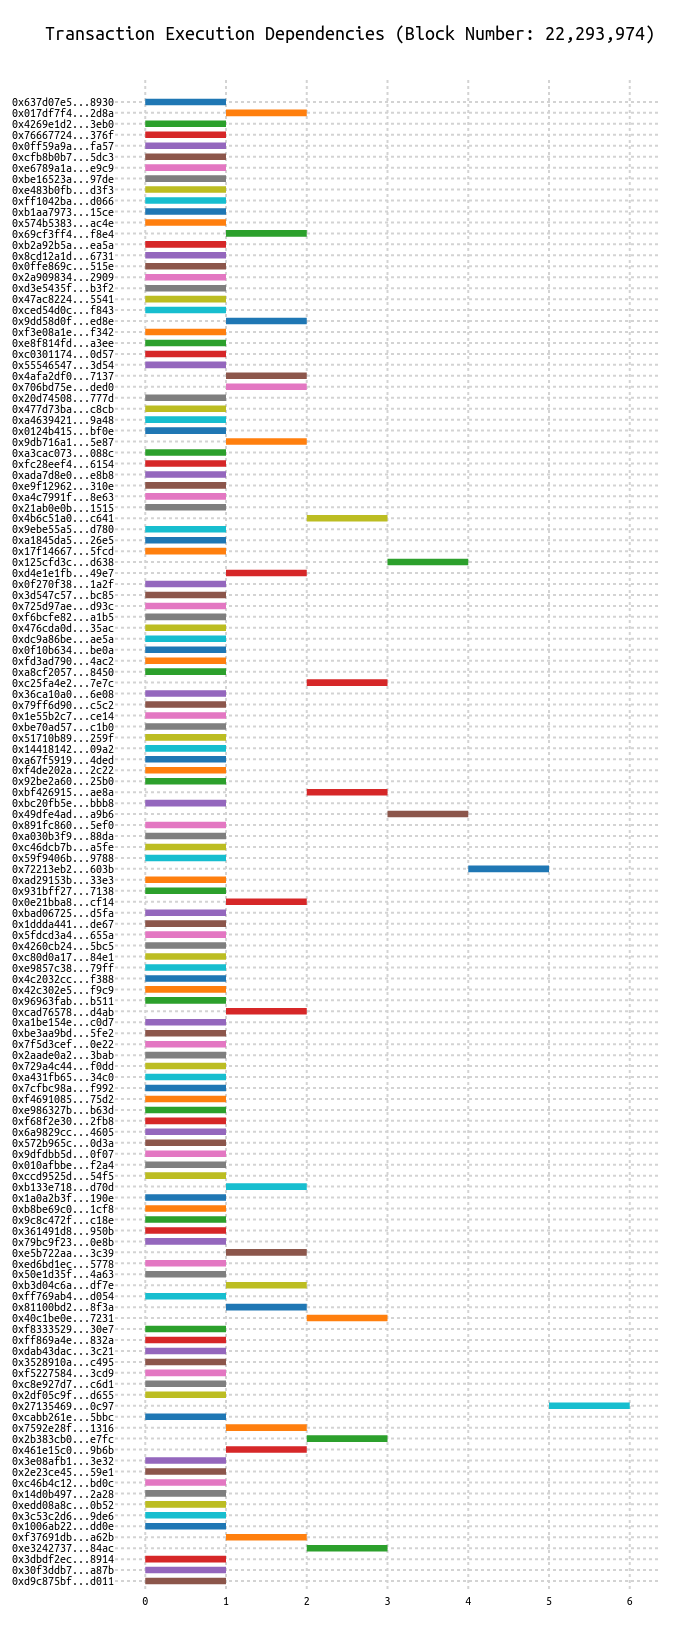 Transaction Execution Dependencies (Block Number: 22,293,974)
0x637d07e5...8930
0x017df7f4...2d8a
0x4269e1d2...3eb0
0x76667724...376f
0x0ff59a9a...fa57
0xcfb8b0b7...5dc3
0xe6789a1a...e9c9
0xbe16523a...97de
0xe483b0fb...d3f3
0xff1042ba...d066
0xb1aa7973...15ce
0x574b5383...ac4e
0x69cf3ff4...f8e4
0xb2a92b5a...ea5a
0x8cd12a1d...6731
0x0ffe869c...515e
0x2a909834...2909
0xd3e5435f...b3f2
0x47ac8224...5541
0xced54d0c...f843
0x9dd58d0f...ed8e
0xf3e08a1e...f342
0xe8f814fd...a3ee
0xc0301174...0d57
0x55546547...3d54
0x4afa2df0...7137
0x706bd75e...ded0
0x20d74508...777d
0x477d73ba...c8cb
0xa4639421...9a48
0x0124b415...bf0e
0x9db716a1...5e87
0xa3cac073...088c
0xfc28eef4...6154
0xada7d8e0...e8b8
0xe9f12962...310e
0xa4c7991f...8e63
0x21ab0e0b...1515
0x4b6c51a0...c641
0x9ebe55a5...d780
0xa1845da5...26e5
0x17f14667...5fcd
0x125cfd3c...d638
0xd4e1e1fb...49e7
0x0f270f38...1a2f
0x3d547c57...bc85
0x725d97ae...d93c
0xf6bcfe82...a1b5
0x476cda0d...35ac
0xdc9a86be...ae5a
0x0f10b634...be0a
0xfd3ad790...4ac2
0xa8cf2057...8450
0xc25fa4e2...7e7c
0x36ca10a0...6e08
0x79ff6d90...c5c2
0x1e55b2c7...ce14
0xbe70ad57...c1b0
0x51710b89...259f
0x14418142...09a2
0xa67f5919...4ded
0xf4de202a...2c22
0x92be2a60...25b0
0xbf426915...ae8a
0xbc20fb5e...bbb8
0x49dfe4ad...a9b6
0x891fc860...5ef0
0xa030b3f9...88da
0xc46dcb7b...a5fe
0x59f9406b...9788
0x72213eb2...603b
0xad29153b...33e3
0x931bff27...7138
0x0e21bba8...cf14
0xbad06725...d5fa
0x1ddda441...de67
0x5fdcd3a4...655a
0x4260cb24...5bc5
0xc80d0a17...84e1
0xe9857c38...79ff
0x4c2032cc...f388
0x42c302e5...f9c9
0x96963fab...b511
0xcad76578...d4ab
0xa1be154e...c0d7
0xbe3aa9bd...5fe2
0x7f5d3cef...0e22
0x2aade0a2...3bab
0x729a4c44...f0dd
0xa431fb65...34c0
0x7cfbc98a...f992
0xf4691085...75d2
0xe986327b...b63d
0xf68f2e30...2fb8
0x6a9829cc...4605
0x572b965c...0d3a
0x9dfdbb5d...0f07
0x010afbbe...f2a4
0xccd9525d...54f5
0xb133e718...d70d
0x1a0a2b3f...190e
0xb8be69c0...1cf8
0x9c8c472f...c18e
0x361491d8...950b
0x79bc9f23...0e8b
0xe5b722aa...3c39
0xed6bd1ec...5778
0x50e1d35f...4a63
0xb3d04c6a...df7e
0xff769ab4...d054
0x81100bd2...8f3a
0x40c1be0e...7231
0xf8333529...30e7
0xff869a4e...832a
0xdab43dac...3c21
0x3528910a...c495
0xf5227584...3cd9
0xc8e927d7...c6d1
0x2df05c9f...d655
0x27135469...0c97
0xcabb261e...5bbc
0x7592e28f...1316
0x2b383cb0...e7fc
0x461e15c0...9b6b
0x3e08afb1...3e32
0x2e23ce45...59e1
0xc46b4c12...bd0c
0x14d0b497...2a28
0xedd08a8c...0b52
0x3c53c2d6...9de6
0x1006ab22...dd0e
0xf37691db...a62b
0xe3242737...84ac
0x3dbdf2ec...8914
0x30f3ddb7...a87b
0xd9c875bf...d011
0 1 2 3 4 5 6